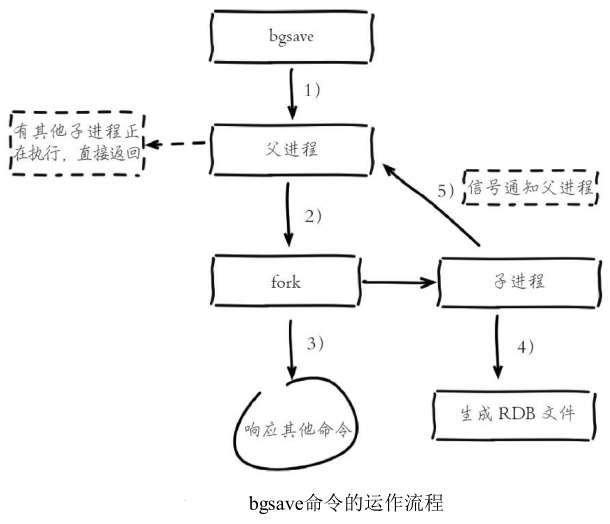 bgsave
1)
有其他子进程正
在执行，直接返回
父进程
5)
信号通知父进程
2)
fork
子进程
3)
4)
响应其他命令
生成 RDB 文件
bgsave命令的运作流程